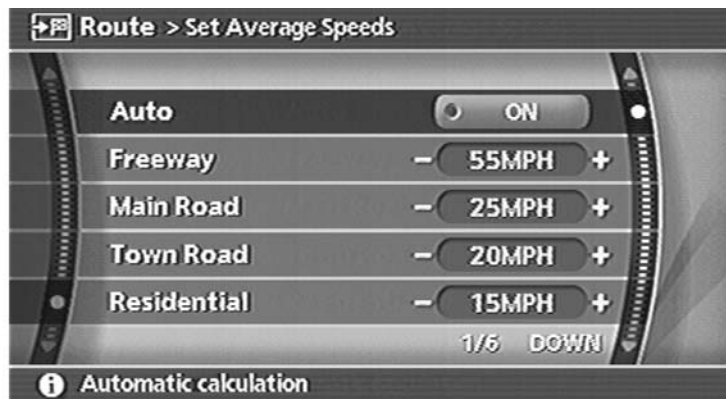 Route > Set Average Speeds
Auto ON
Freeway − 55MPH +
Main Road − 25MPH +
Town Road − 20MPH +
Residential − 15MPH +
1/6 DOWN
i Automatic calculation